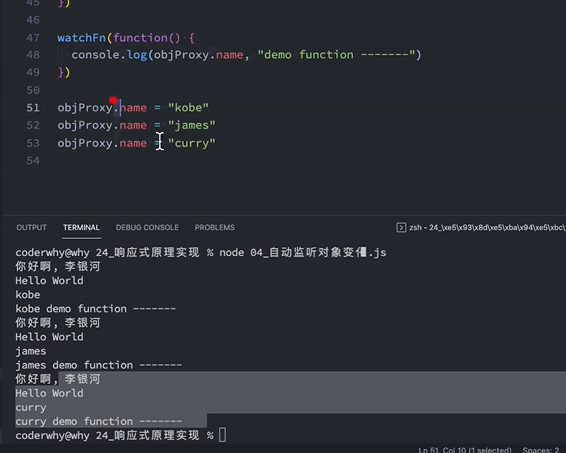 45 })
46
47 watchFn(function() {
48 console.log(objProxy.name, "demo function -------")
49 })
50
51 objProxy.name = "kobe"
52 objProxy.name = "james"
53 objProxy.name = "curry"
54
OUTPUT TERMINAL DEBUG CONSOLE PROBLEMS zsh - 24_\xe5\x93\x8d\xe5\xba\x94\xe5\xbc\
coderwhy@why 24_响应式原理实现 % node 04_自动监听对象变化.js
你好啊, 李银河
Hello World
kobe
kobe demo function -------
你好啊, 李银河
Hello World
james
james demo function -------
你好啊, 李银河
Hello World
curry
curry demo function -------
coderwhy@why 24_响应式原理实现 %
Ln 51, Col 10 (1 selected) Spaces: 2